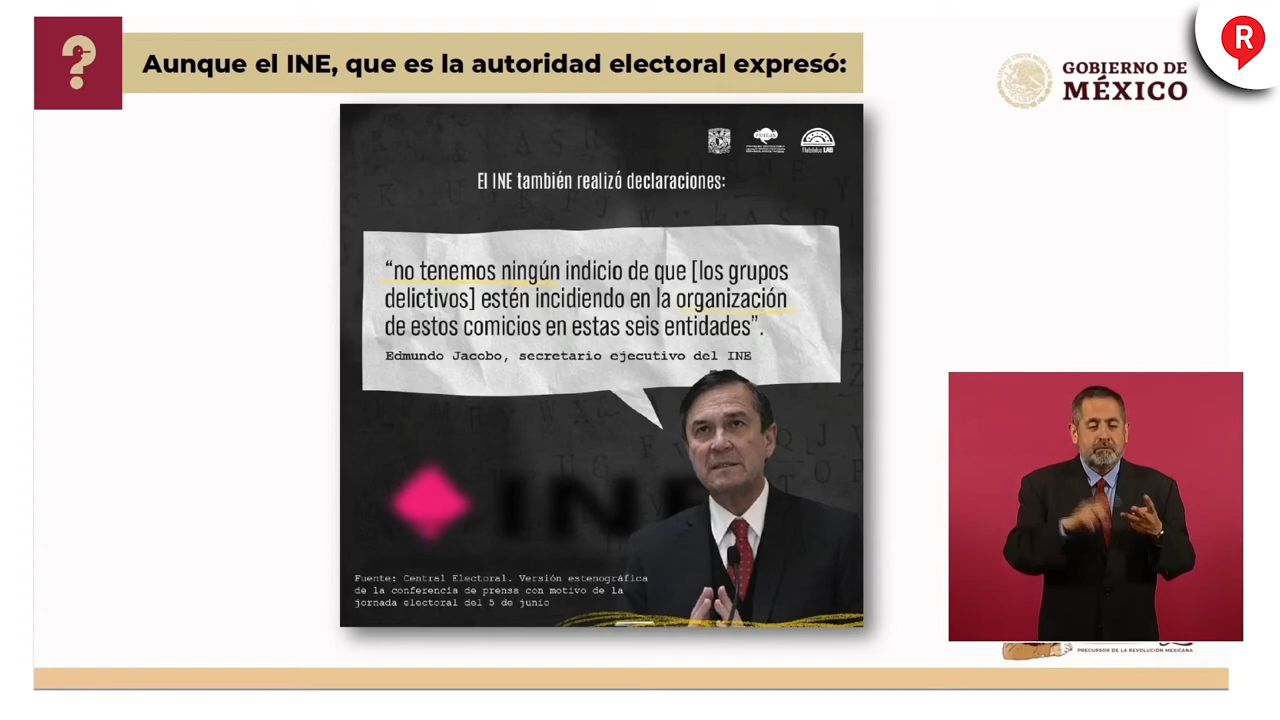 Aunque el INE, que es la autoridad electoral expresó:
R
GOBIERNO DE
MÉXICO
El INE también realizó declaraciones:
“no tenemos ningún indicio de que [los grupos
delictivos] estén incidiendo en la organización
de estos comicios en estas seis entidades”.
Edmundo Jacobo, secretario ejecutivo del INE
INE
Fuente: Central Electoral. Versión estenográfica
de la conferencia de prensa con motivo de la
jornada electoral del 5 de junio
PRECURSOR DE LA REVOLUCIÓN MEXICANA